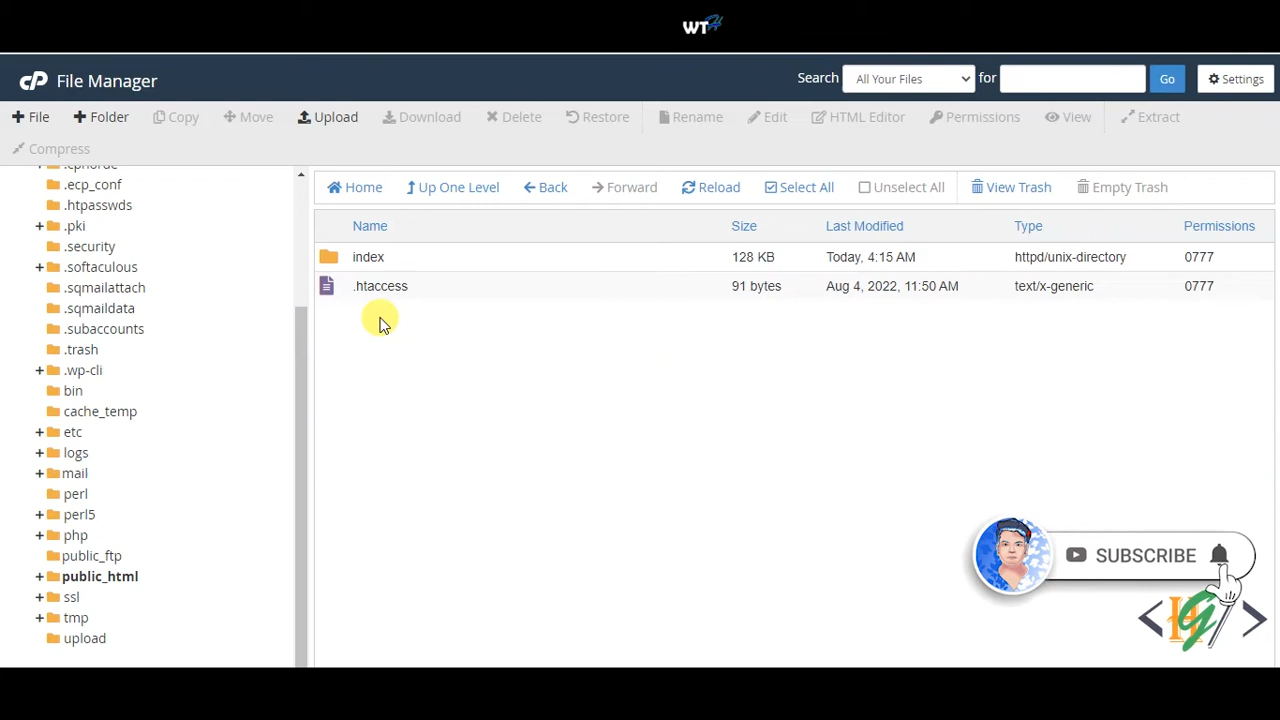 WTH
cP File Manager
Search All Your Files for Go Settings
File Folder Copy Move Upload Download Delete Restore Rename Edit HTML Editor Permissions View Extract
Compress
Home Up One Level Back Forward Reload Select All Unselect All View Trash Empty Trash
Name Size Last Modified Type Permissions
index 128 KB Today, 4:15 AM httpd/unix-directory 0777
.htaccess 91 bytes Aug 4, 2022, 11:50 AM text/x-generic 0777
.ecp_conf
.htpasswds
.pki
.security
.softaculous
.sqmailattach
.sqmaildata
.subaccounts
.trash
.wp-cli
bin
cache_temp
etc
logs
mail
perl
perl5
php
public_ftp
public_html
ssl
tmp
upload
SUBSCRIBE